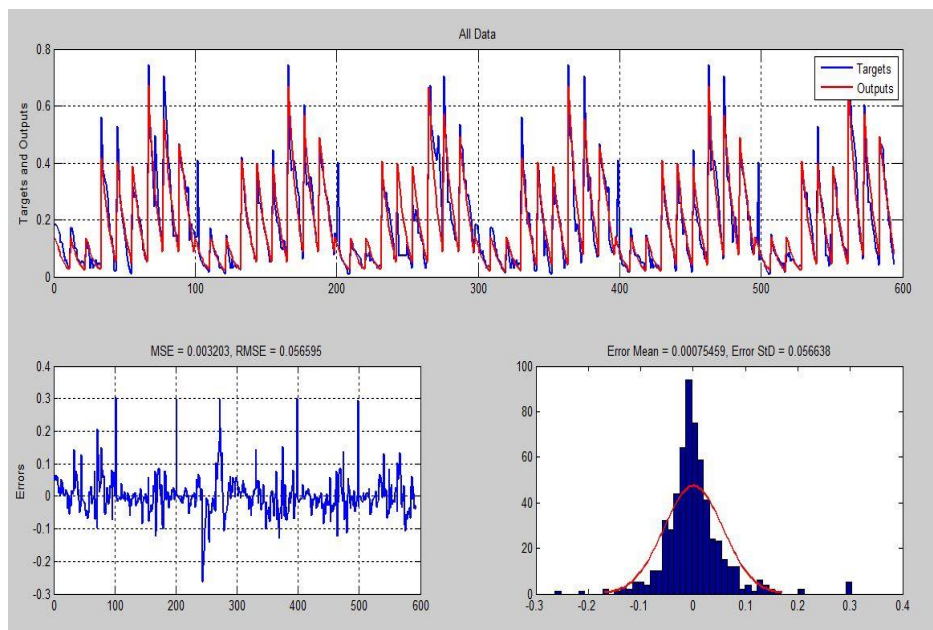 All Data
Targets and Outputs
0.8
0.6
0.4
0.2
0
0 100 200 300 400 500 600
Targets
Outputs
MSE = 0.003203, RMSE = 0.056595
Errors
0.4
0.3
0.2
0.1
0
-0.1
-0.2
-0.3
0 100 200 300 400 500 600
Error Mean = 0.00075459, Error StD = 0.056638
100
80
60
40
20
0
-0.3 -0.2 -0.1 0 0.1 0.2 0.3 0.4